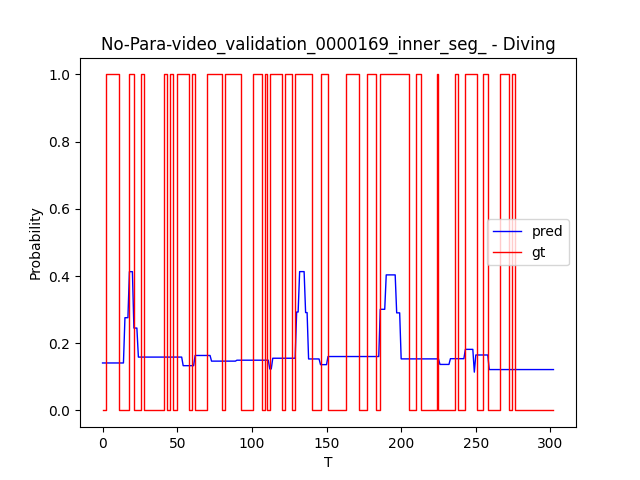 No-Para-video_validation_0000169_inner_seg_ - Diving
1.0
0.8
0.6
0.4
0.2
0.0
Probability
pred
gt
0 50 100 150 200 250 300
T